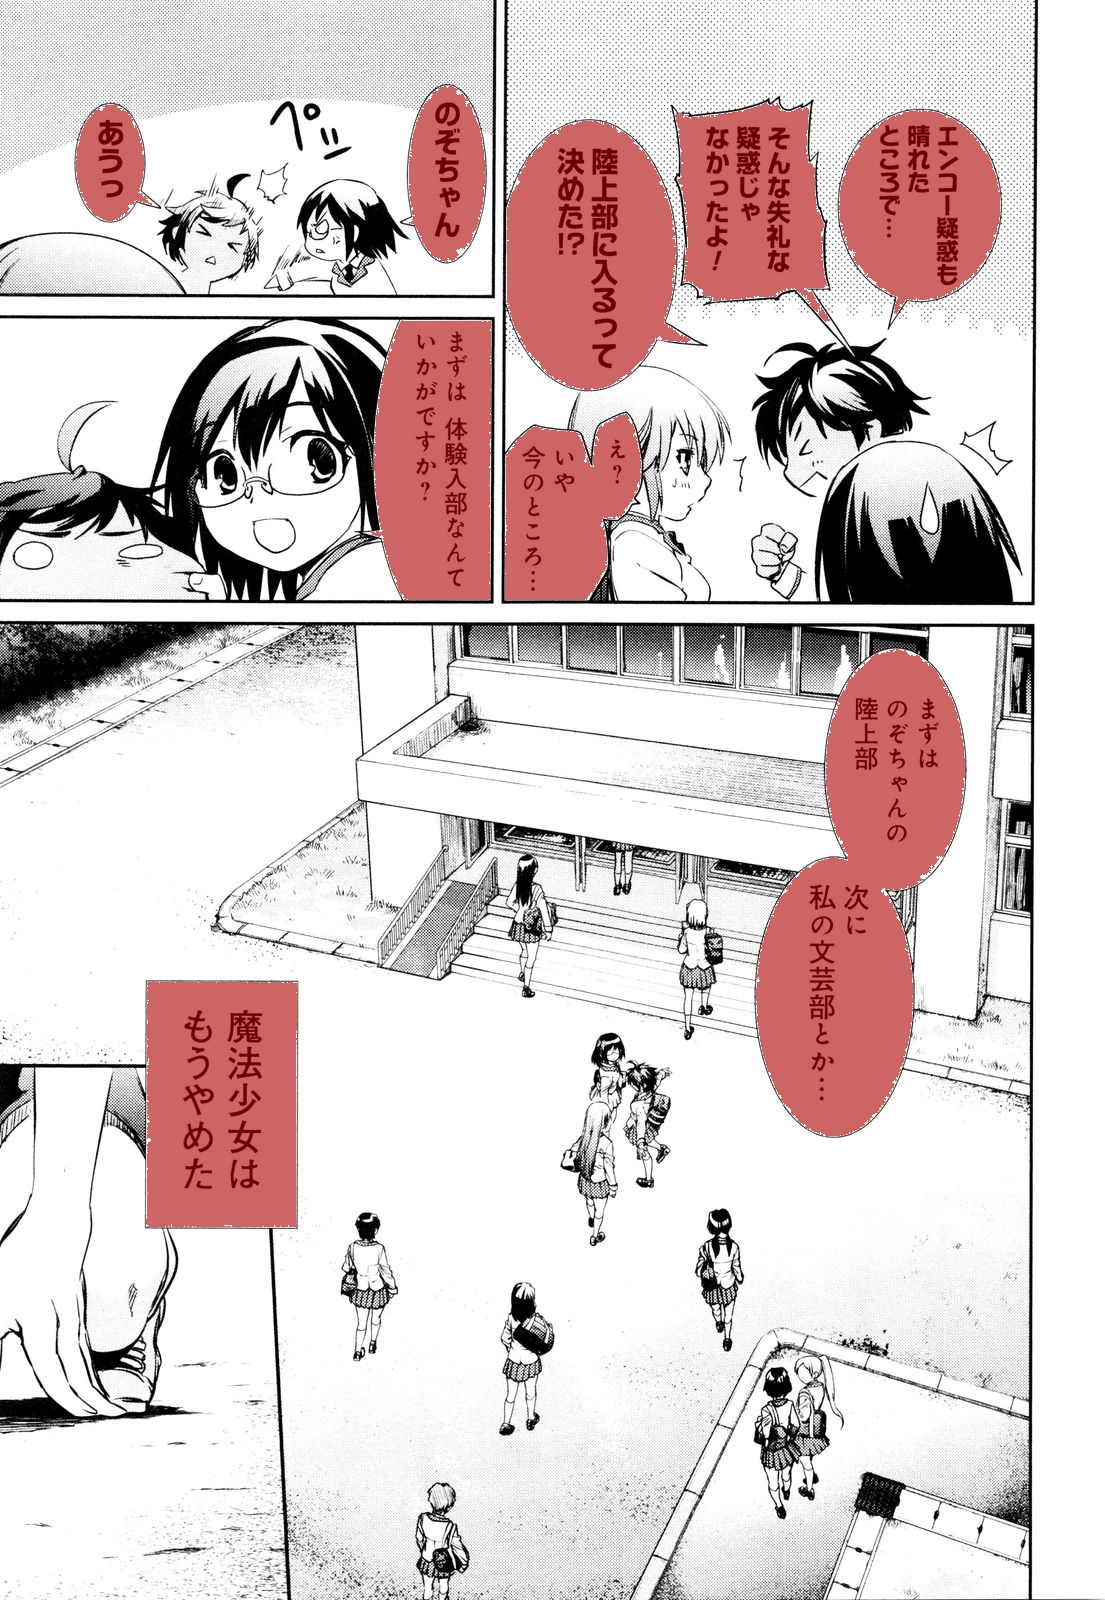 エンコー疑惑も
晴れた
ところで…
そんな失礼な
疑惑じゃ
なかったよ！
陸上部に入るって
決めた!?
え？
いや
今のところ…
のぞちゃん
ペシ
あうっ
まずは 体験入部なんて
いかがですか？
まずは
のぞちゃんの
陸上部
次に
私の文芸部とか…
魔法少女は
もうやめた